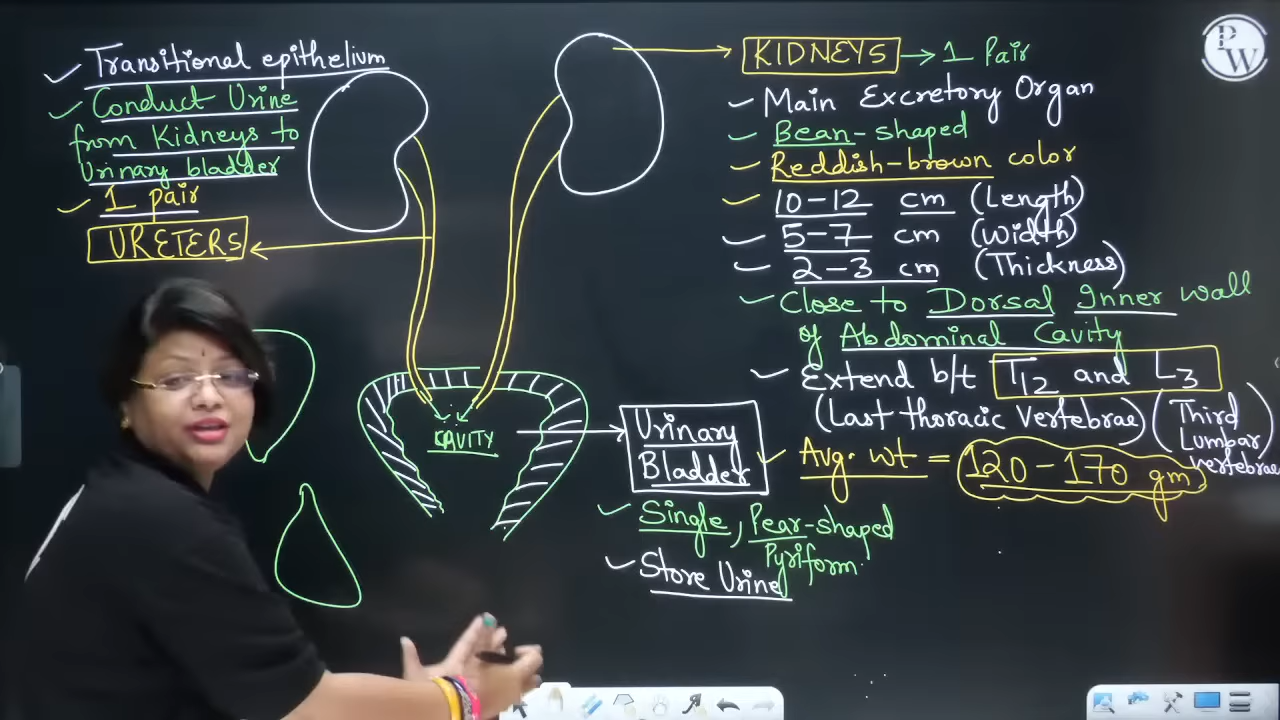 Transitional epithelium
Conduct Urine
from Kidneys to
Urinary bladder
1 pair
URETERS
CAVITY
KIDNEYS → 1 Pair
Main Excretory Organ
Bean-shaped
Reddish-brown color
10-12 cm (Length)
5-7 cm (Width)
2-3 cm (Thickness)
Close to Dorsal Inner wall
of Abdominal Cavity
Extend b/t T12 and L3
(Last thoracic vertebrae) (Third
Lumbar
vertebrae
Avg. wt = 120-170 gm
Urinary
Bladder
Single, Pear-shaped
Pyriform.
Store Urine
PW